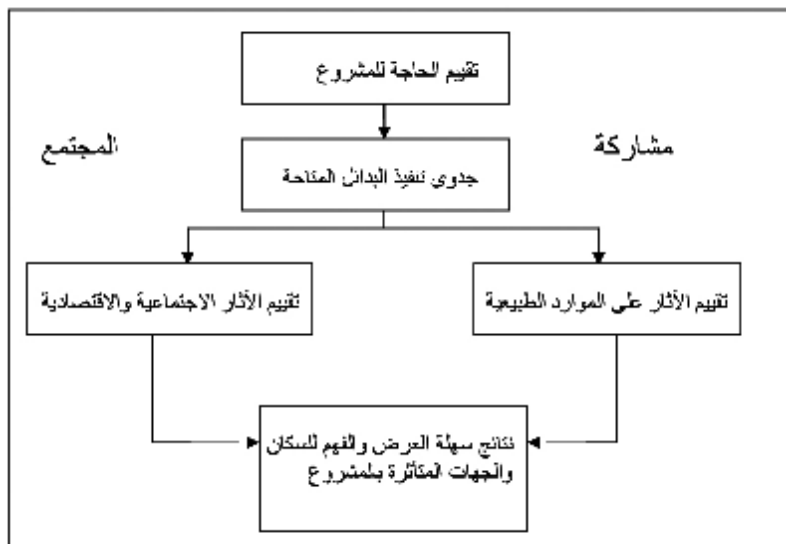 تقييم الحاجة للمشروع
مشاركة
المجتمع
جدوى تنفيذ البدائل المتاحة
تقييم الآثار على الموارد الطبيعية
تقييم الآثار الاجتماعية والاقتصادية
نتائج سهلة العرض والفهم للسكان
والجهات المتأثرة بالمشروع